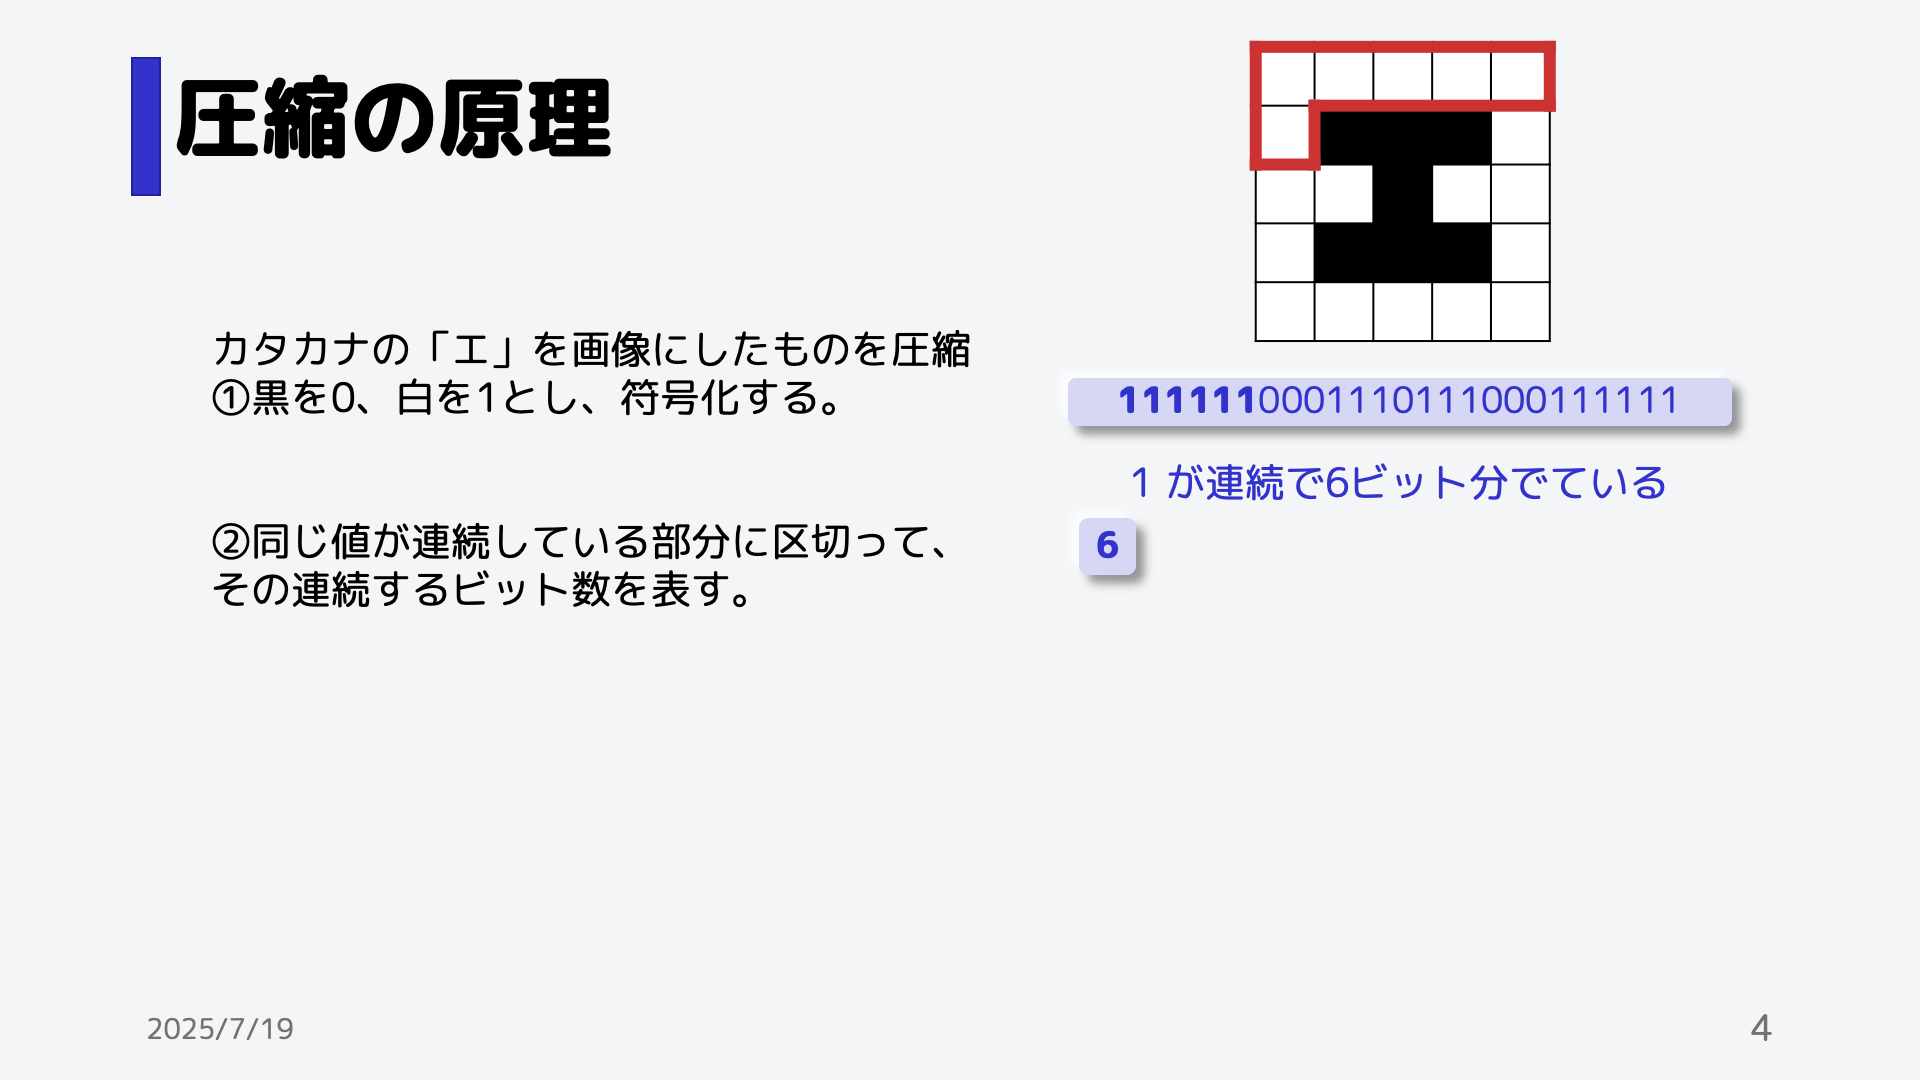 圧縮の原理
カタカナの「エ」を画像にしたものを圧縮
①黒を0、白を1とし、符号化する。
②同じ値が連続している部分に区切って、
その連続するビット数を表す。
1111110001110111000111111
1 が連続で6ビット分でている
6
2025/7/19
4